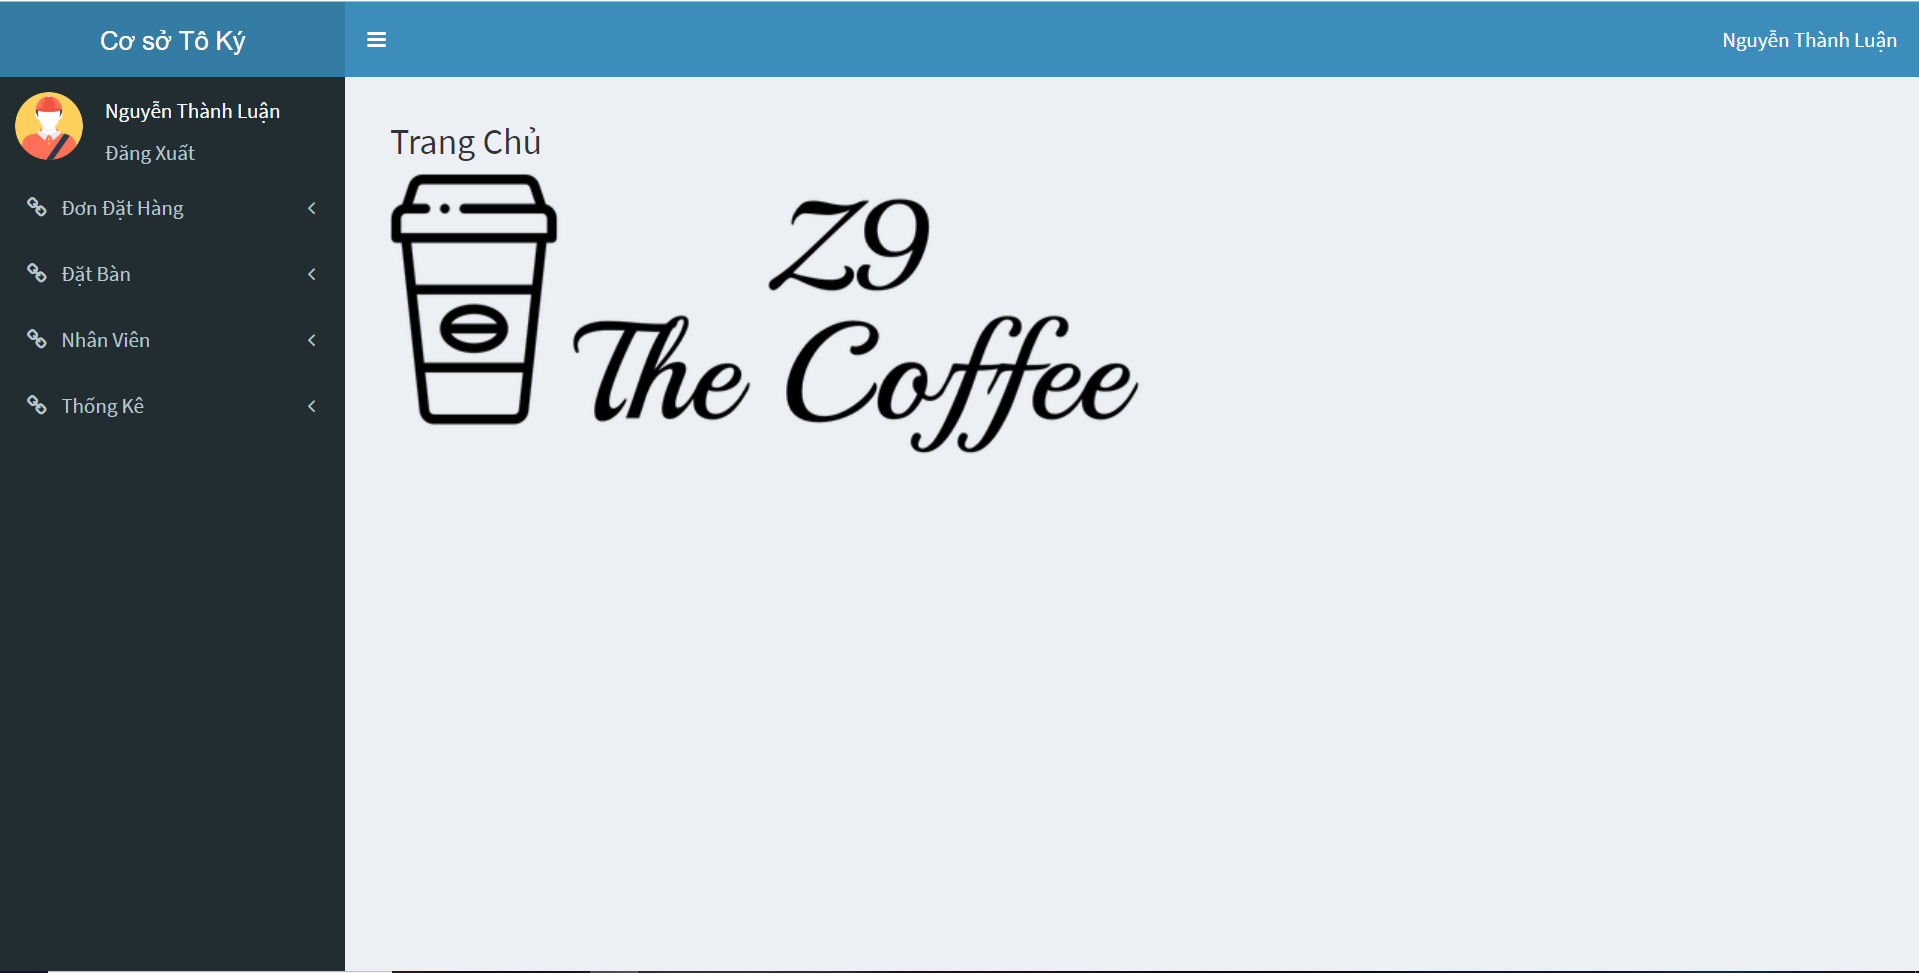 Cơ sở Tô Ký
Nguyễn Thành Luận
Nguyễn Thành Luận
Đăng Xuất
Đơn Đặt Hàng
Đặt Bàn
Nhân Viên
Thống Kê
Trang Chủ
Z9
The Coffee